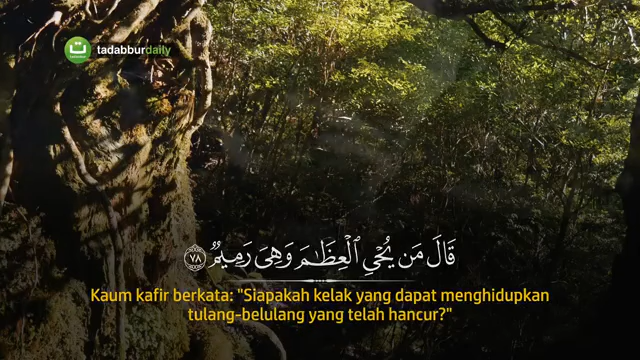 tadabburdaily
قَالَ مَن يُحْيِ ٱلْعِظَٰمَ وَهِىَ رَمِيمٌ ٧٨
Kaum kafir berkata: "Siapakah kelak yang dapat menghidupkan
tulang-belulang yang telah hancur?"